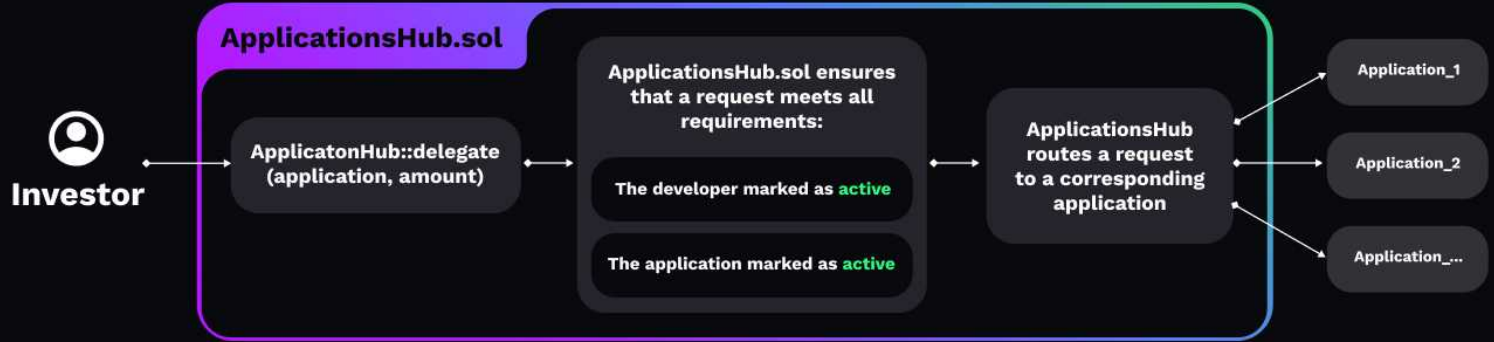 ApplicationsHub.sol
Investor
ApplicatonHub::delegate
(application, amount)
ApplicationsHub.sol ensures
that a request meets all
requirements:
The developer marked as active
The application marked as active
ApplicationsHub
routes a request
to a corresponding
application
Application_1
Application_2
Application_...